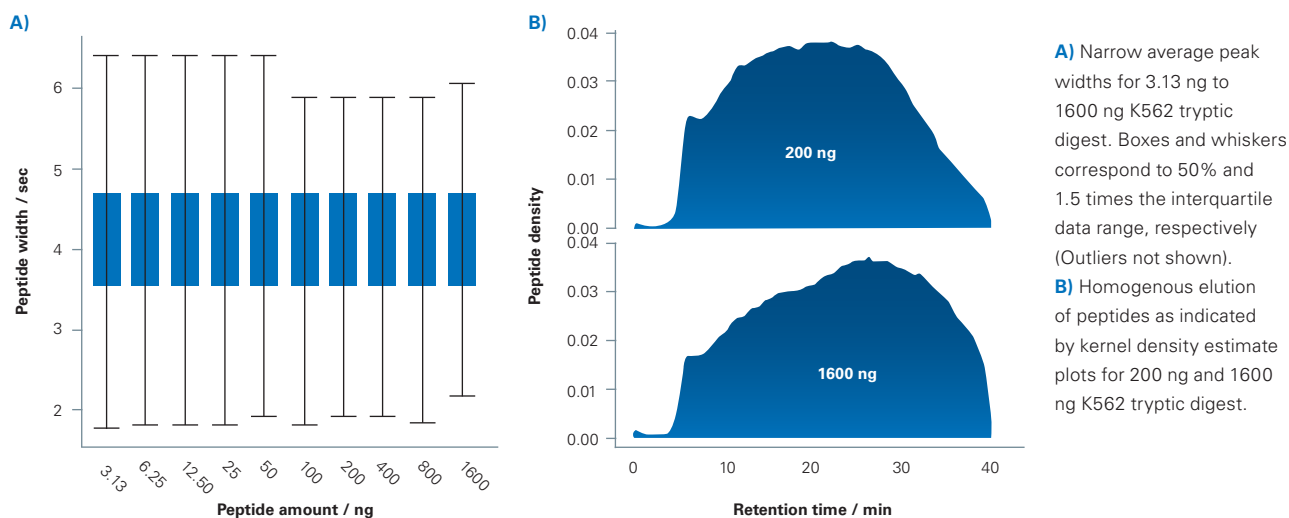 A)
Peptide width / sec
6
5
4
3
2
3.13
6.25
12.50
25
50
100
200
400
800
1600
Peptide amount / ng
B)
Peptide density
0.04
0.03
0.02
0.01
0.00
200 ng
0.04
0.03
0.02
0.01
0.00
1600 ng
0
10
20
30
40
Retention time / min
A) Narrow average peak
widths for 3.13 ng to
1600 ng K562 tryptic
digest. Boxes and whiskers
correspond to 50% and
1.5 times the interquartile
data range, respectively
(Outliers not shown).
B) Homogenous elution
of peptides as indicated
by kernel density estimate
plots for 200 ng and 1600
ng K562 tryptic digest.